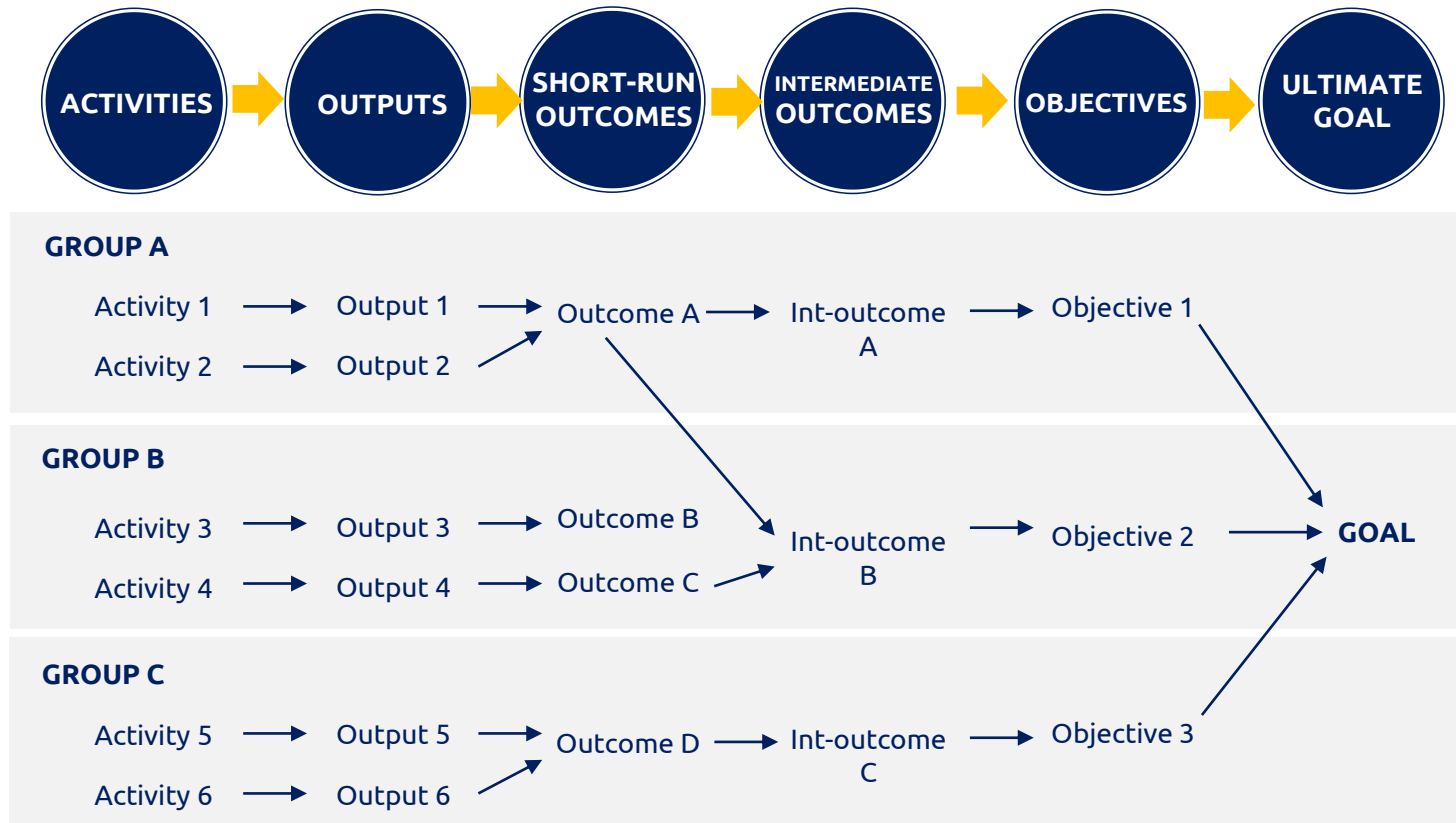 ACTIVITIES
OUTPUTS
SHORT-RUN
OUTCOMES
INTERMEDIATE
OUTCOMES
OBJECTIVES
ULTIMATE
GOAL
GROUP A
Activity 1
Output 1
Outcome A
Int-outcome
A
Objective 1
Activity 2
Output 2
GROUP B
Activity 3
Output 3
Outcome B
Int-outcome
B
Objective 2
GOAL
Activity 4
Output 4
Outcome C
GROUP C
Activity 5
Output 5
Outcome D
Int-outcome
C
Objective 3
Activity 6
Output 6